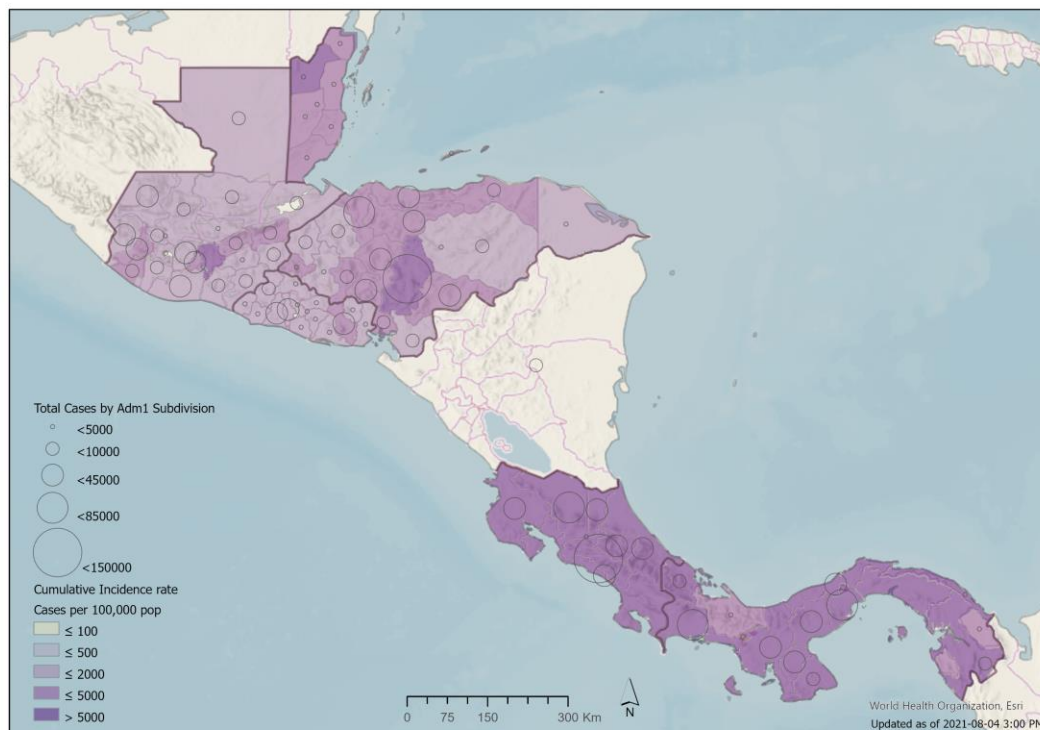 Total Cases by Adm1 Subdivision
<5000
<10000
<45000
<85000
<150000
Cumulative Incidence rate
Cases per 100,000 pop
≤ 100
≤ 500
≤ 2000
≤ 5000
> 5000
0 75 150 300 Km
N
World Health Organization, Esri
Updated as of 2021-08-04 3:00 PM